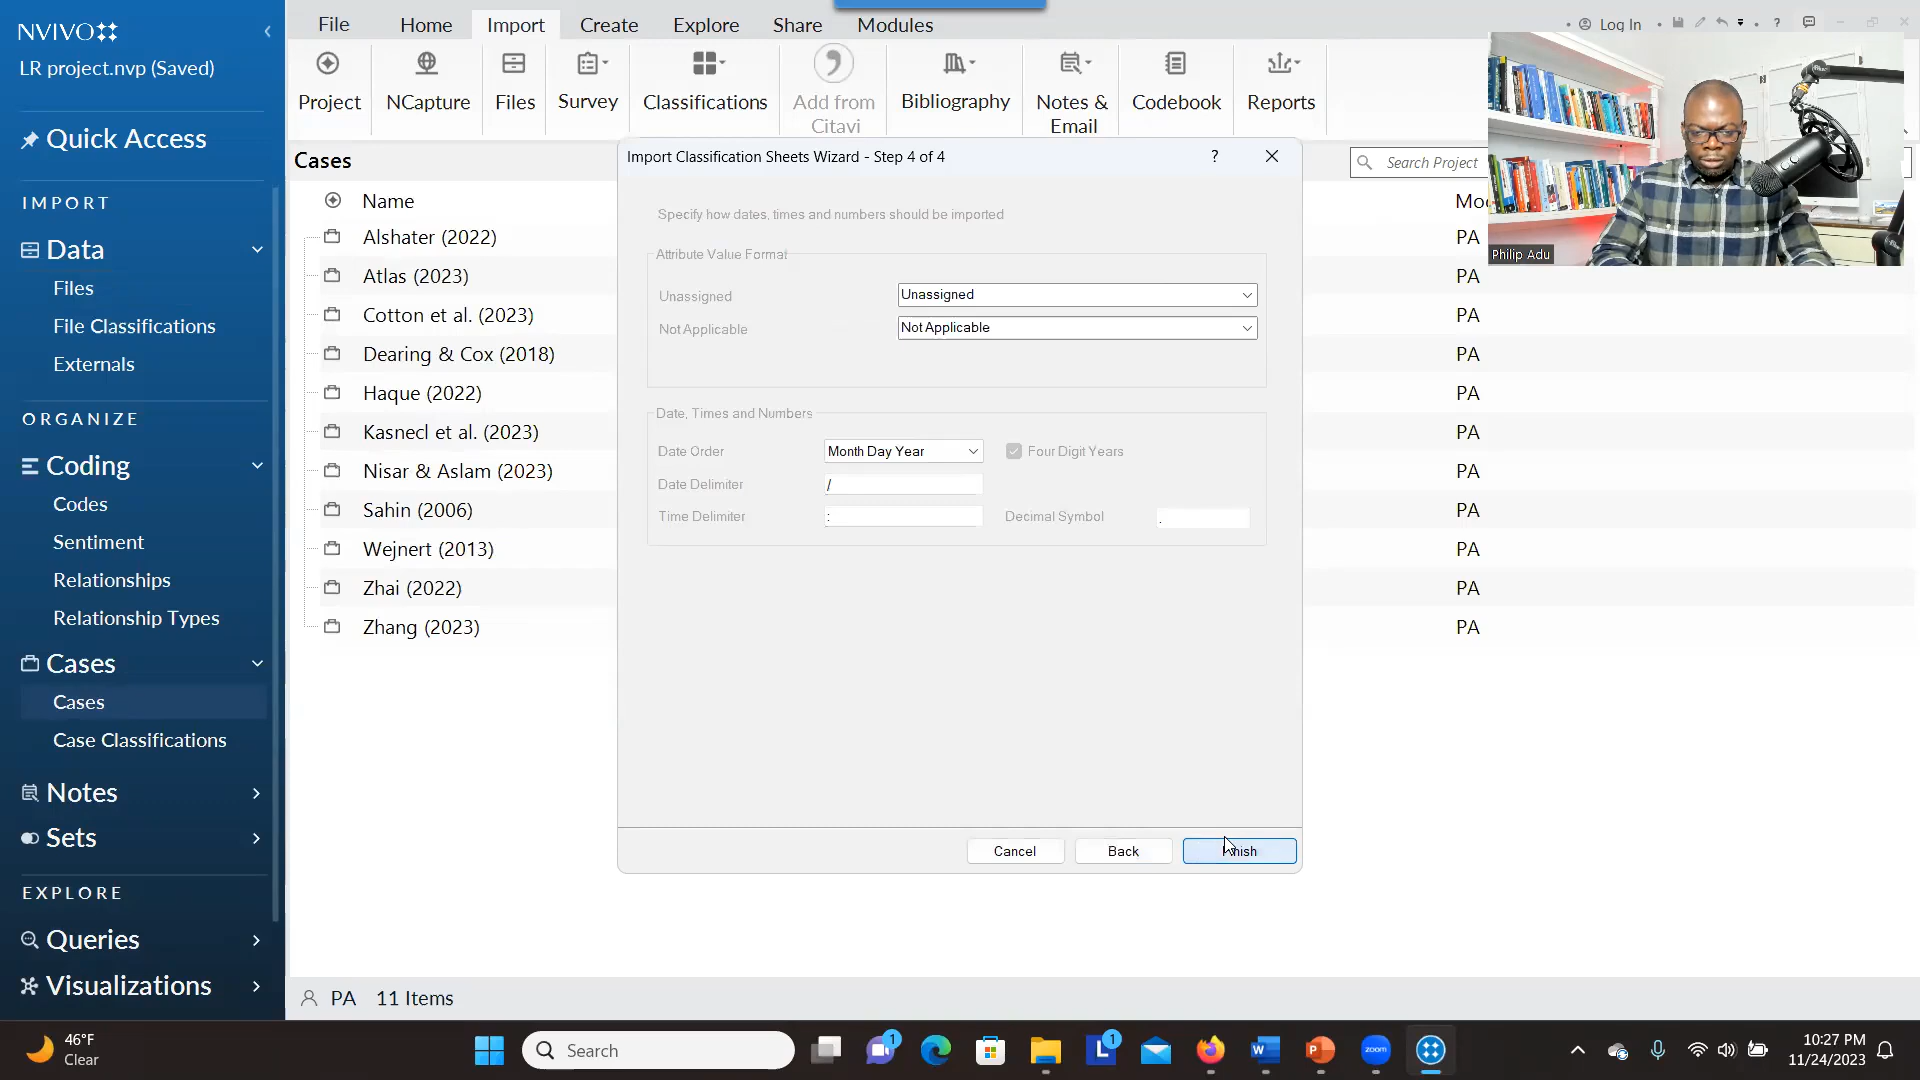 NVIVO
LR project.nvp (Saved)
Quick Access
IMPORT
Data
Files
File Classifications
Externals
ORGANIZE
Coding
Codes
Sentiment
Relationships
Relationship Types
Cases
Cases
Case Classifications
Notes
Sets
EXPLORE
Queries
Visualizations
File Home Import Create Explore Share Modules
Log In ?
Project NCapture Files Survey Classifications Add from Citavi Bibliography Notes & Email Codebook Reports
Cases
Search Project
Name
Alshater (2022) PA
Atlas (2023) PA
Cotton et al. (2023) PA
Dearing & Cox (2018) PA
Haque (2022) PA
Kasnecl et al. (2023) PA
Nisar & Aslam (2023) PA
Sahin (2006) PA
Wejnert (2013) PA
Zhai (2022) PA
Zhang (2023) PA
Import Classification Sheets Wizard - Step 4 of 4 ?
Specify how dates, times and numbers should be imported
Attribute Value Format
Unassigned Unassigned
Not Applicable Not Applicable
Date, Times and Numbers
Date Order Month Day Year Four Digit Years
Date Delimiter /
Time Delimiter : Decimal Symbol .
Cancel Back
Philip Adu
PA 11 Items
46°F
Clear
Search
1
L 1
W
P
zoom
10:27 PM
11/24/2023